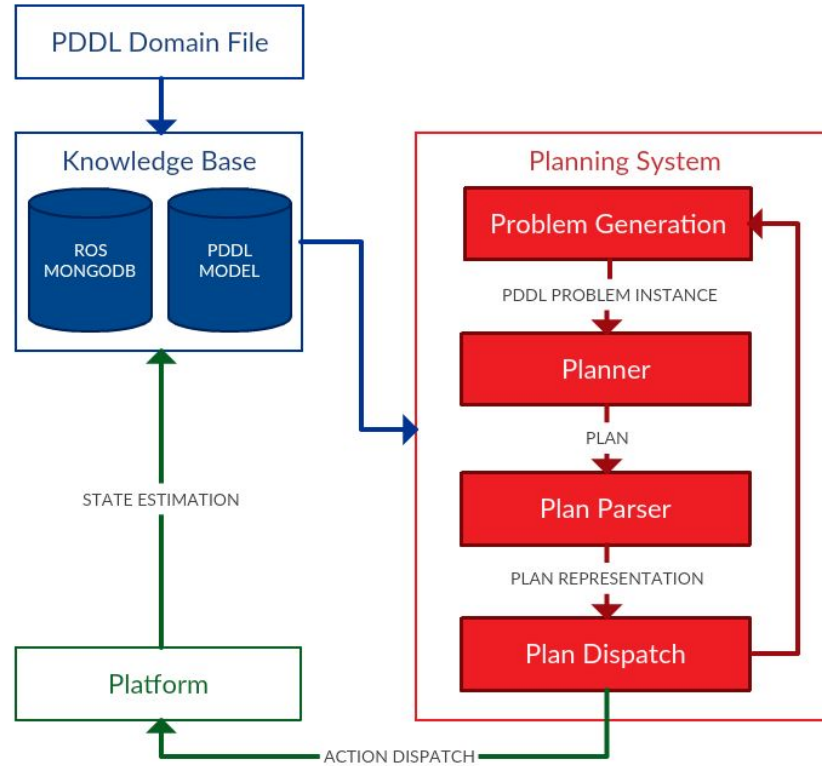 PDDL Domain File
Knowledge Base
ROS
MONGODB
PDDL
MODEL
STATE ESTIMATION
Platform
Planning System
Problem Generation
PDDL PROBLEM INSTANCE
Planner
PLAN
Plan Parser
PLAN REPRESENTATION
Plan Dispatch
ACTION DISPATCH